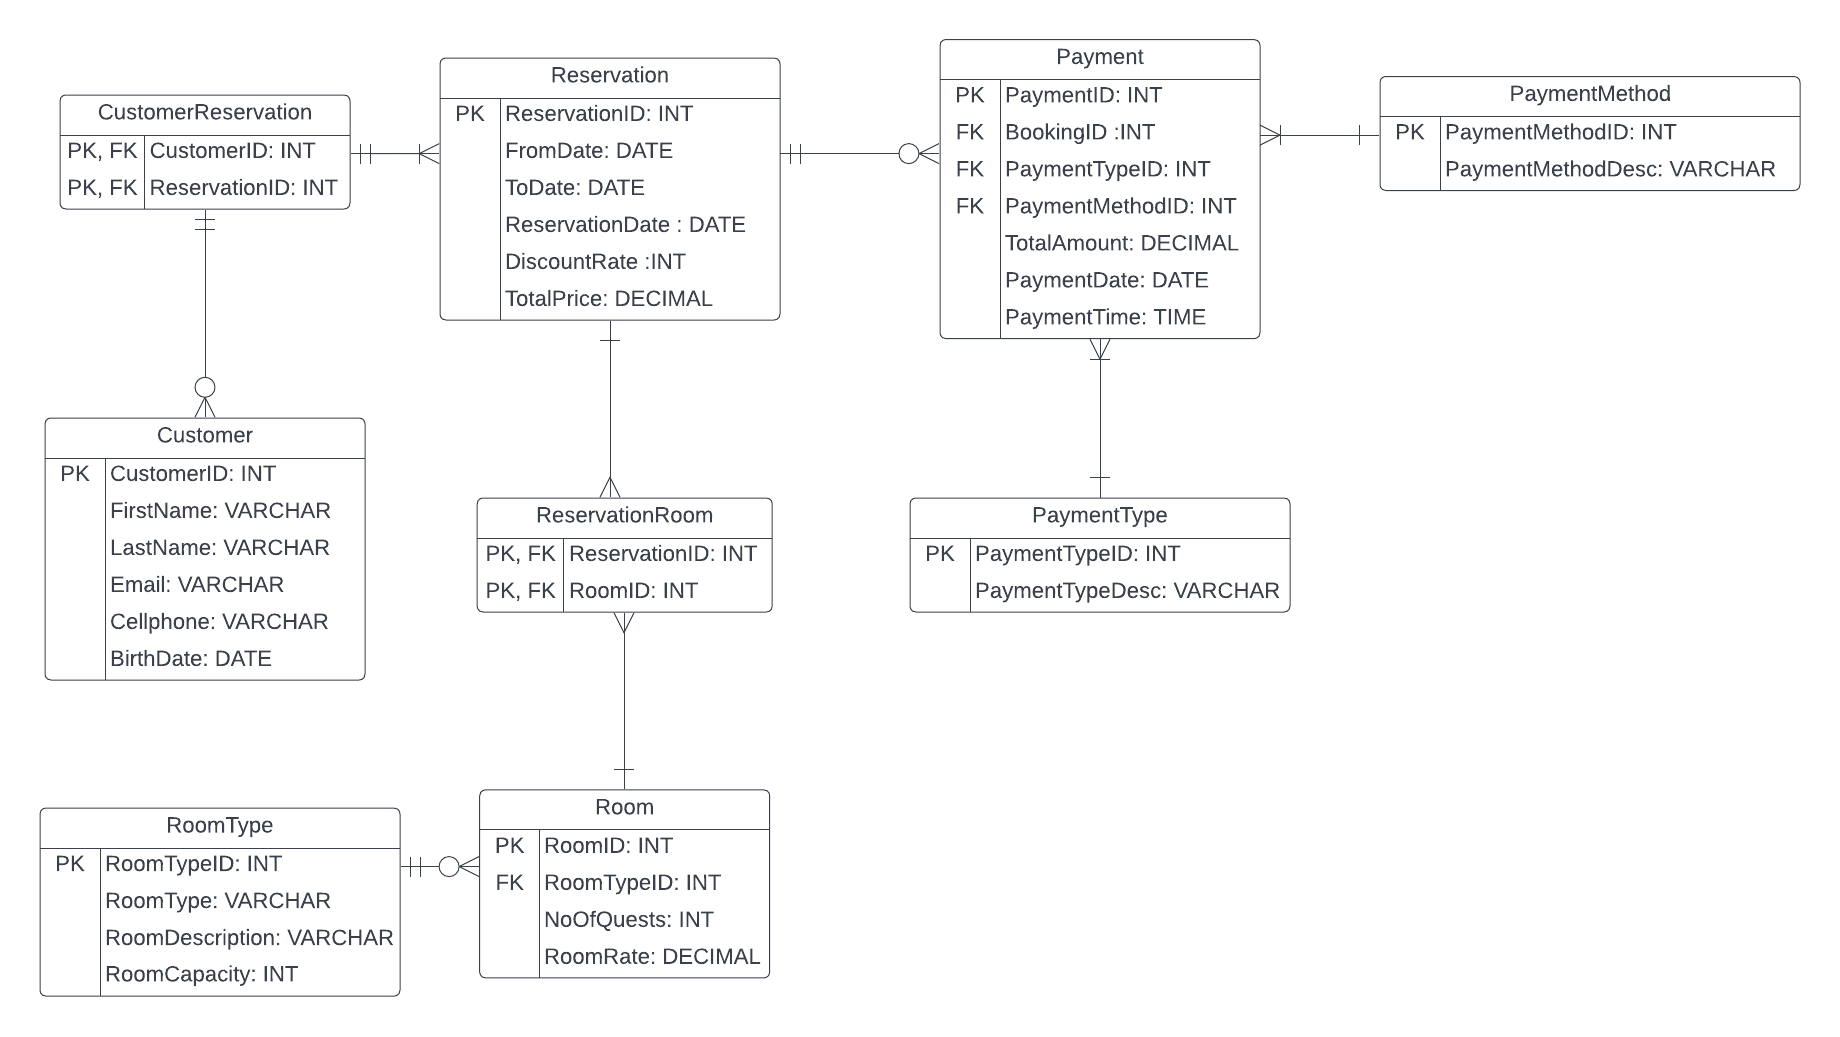 CustomerReservation
PK, FK CustomerID: INT
PK, FK ReservationID: INT
Reservation
PK ReservationID: INT
FromDate: DATE
ToDate: DATE
ReservationDate : DATE
DiscountRate :INT
TotalPrice: DECIMAL
Payment
PK PaymentID: INT
FK BookingID :INT
FK PaymentTypeID: INT
FK PaymentMethodID: INT
TotalAmount: DECIMAL
PaymentDate: DATE
PaymentTime: TIME
PaymentMethod
PK PaymentMethodID: INT
PaymentMethodDesc: VARCHAR
Customer
PK CustomerID: INT
FirstName: VARCHAR
LastName: VARCHAR
Email: VARCHAR
Cellphone: VARCHAR
BirthDate: DATE
ReservationRoom
PK, FK ReservationID: INT
PK, FK RoomID: INT
PaymentType
PK PaymentTypeID: INT
PaymentTypeDesc: VARCHAR
RoomType
PK RoomTypeID: INT
RoomType: VARCHAR
RoomDescription: VARCHAR
RoomCapacity: INT
Room
PK RoomID: INT
FK RoomTypeID: INT
NoOfQuests: INT
RoomRate: DECIMAL